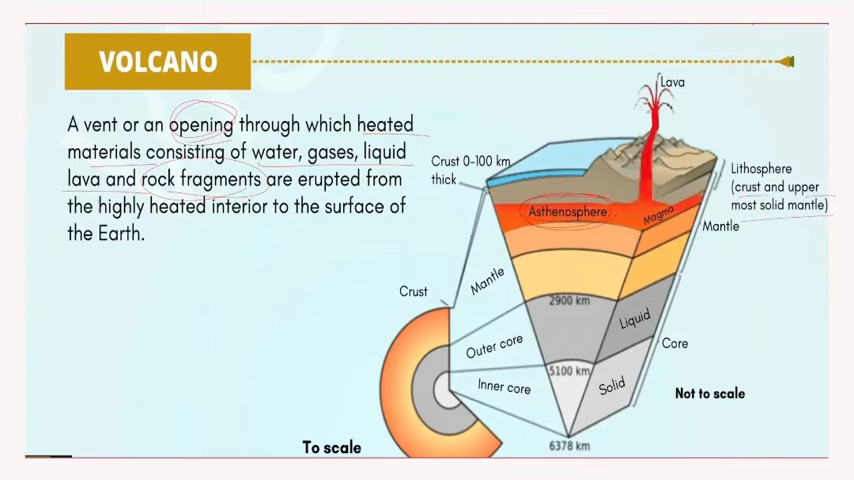 VOLCANO
A vent or an opening through which heated
materials consisting of water, gases, liquid
lava and rock fragments are erupted from
the highly heated interior to the surface of
the Earth.
Lava
Crust 0-100 km
thick
Lithosphere
(crust and upper
most solid mantle)
Asthenosphere
Magma
Mantle
Mantle
Crust
2900 km
Liquid
Outer core
Core
5100 km
Inner core
Solid
Not to scale
To scale
6378 km